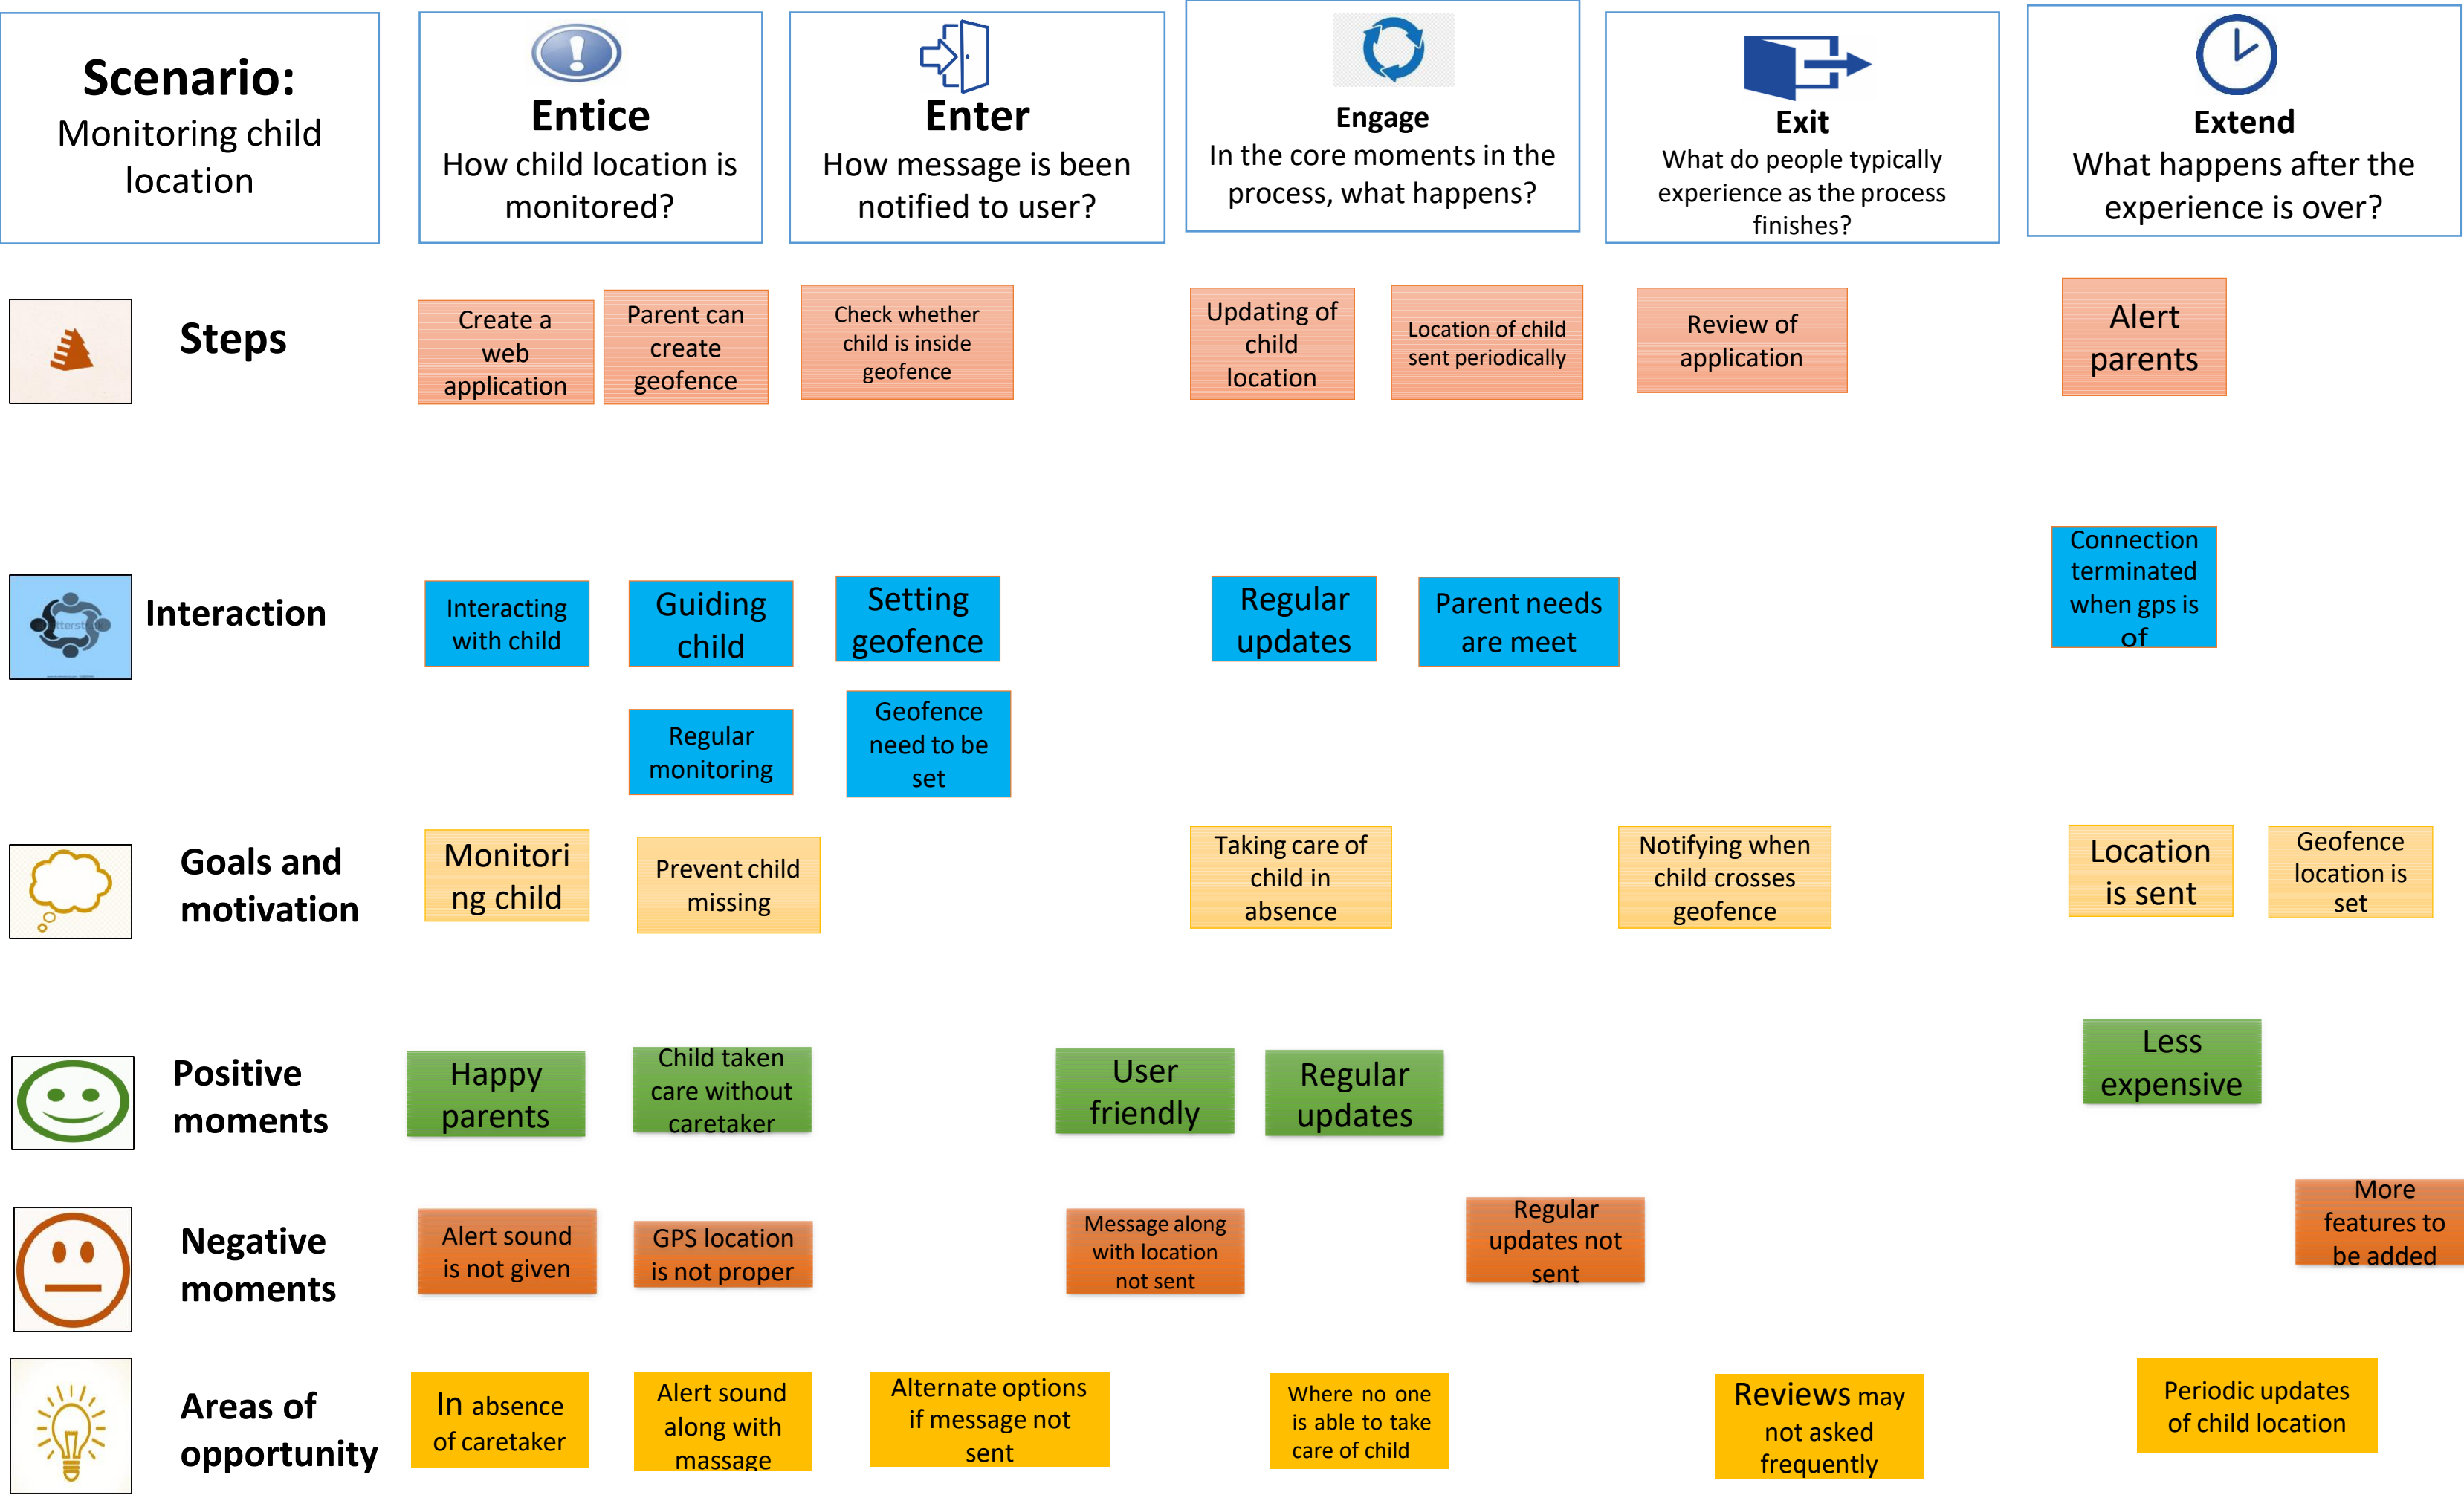 Scenario:
Monitoring child
location
Entice
How child location is
monitored?
Enter
How message is been
notified to user?
Engage
In the core moments in the
process, what happens?
Exit
What do people typically
experience as the process
finishes?
Extend
What happens after the
experience is over?
Steps
Create a
web
application
Parent can
create
geofence
Check whether
child is inside
geofence
Updating of
child
location
Location of child
sent periodically
Review of
application
Alert
parents
Interaction
Interacting
with child
Guiding
child
Setting
geofence
Regular
updates
Parent needs
are meet
Connection
terminated
when gps is
of
Regular
monitoring
Geofence
need to be
set
Goals and
motivation
Monitori
ng child
Prevent child
missing
Taking care of
child in
absence
Notifying when
child crosses
geofence
Location
is sent
Geofence
location is
set
Positive
moments
Happy
parents
Child taken
care without
caretaker
User
friendly
Regular
updates
Less
expensive
Negative
moments
Alert sound
is not given
GPS location
is not proper
Message along
with location
not sent
Regular
updates not
sent
More
features to
be added
Areas of
opportunity
In absence
of caretaker
Alert sound
along with
massage
Alternate options
if message not
sent
Where no one
is able to take
care of child
Reviews may
not asked
frequently
Periodic updates
of child location